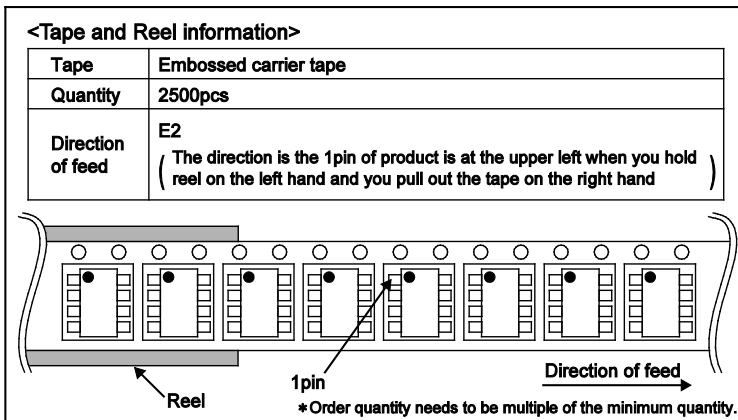 <Tape and Reel information>
Tape Embossed carrier tape
Quantity 2500pcs
Direction of feed E2
( The direction is the 1pin of product is at the upper left when you hold
reel on the left hand and you pull out the tape on the right hand )
Reel
1pin
Direction of feed
*Order quantity needs to be multiple of the minimum quantity.